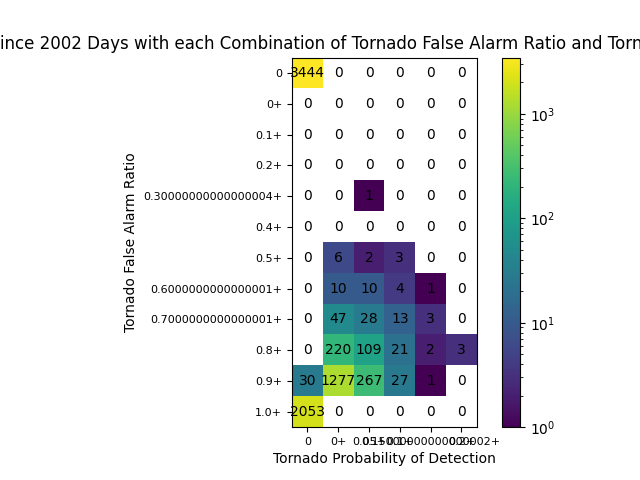 ince 2002 Days with each Combination of Tornado False Alarm Ratio and Torn
0 3444 0 0 0 0 0
0+ 0 0 0 0 0 0
0.1+ 0 0 0 0 0 0
0.2+ 0 0 0 0 0 0
0.30000000000000004+ 0 0 1 0 0 0
0.4+ 0 0 0 0 0 0
0.5+ 0 6 2 3 0 0
0.6000000000000001+ 0 10 10 4 1 0
0.7000000000000001+ 0 47 28 13 3 0
0.8+ 0 220 109 21 2 3
0.9+ 30 1277 267 27 1 0
1.0+ 2053 0 0 0 0 0
0 0+
Tornado Probability of Detection
Tornado False Alarm Ratio
10³
10²
10¹
10⁰